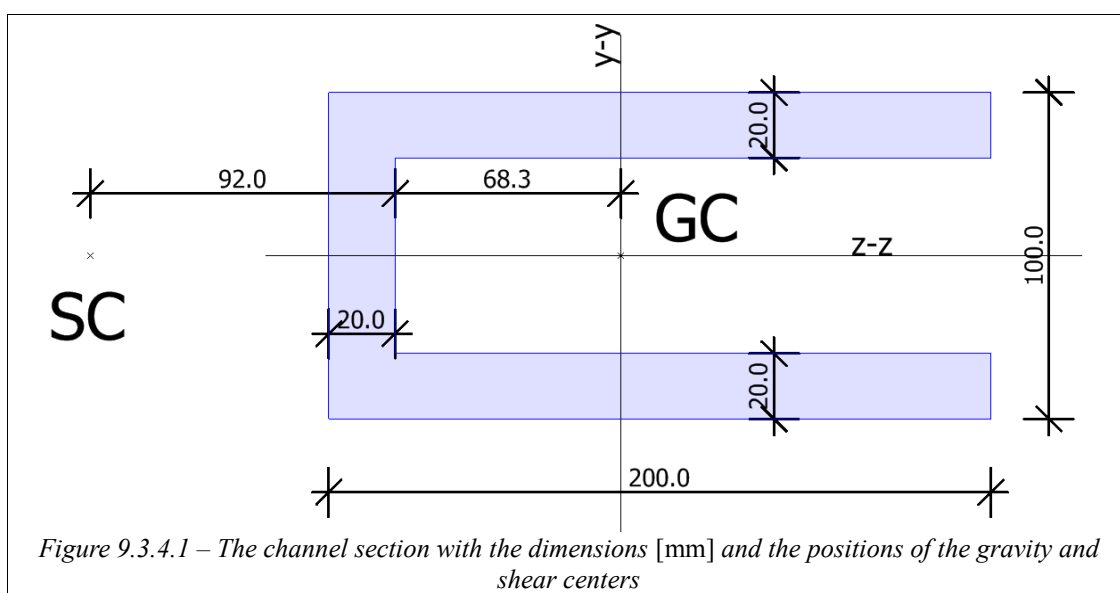 y-y
20.0
92.0
68.3
GC
z-z
100.0
SC
20.0
20.0
200.0
Figure 9.3.4.1 – The channel section with the dimensions [mm] and the positions of the gravity and
shear centers